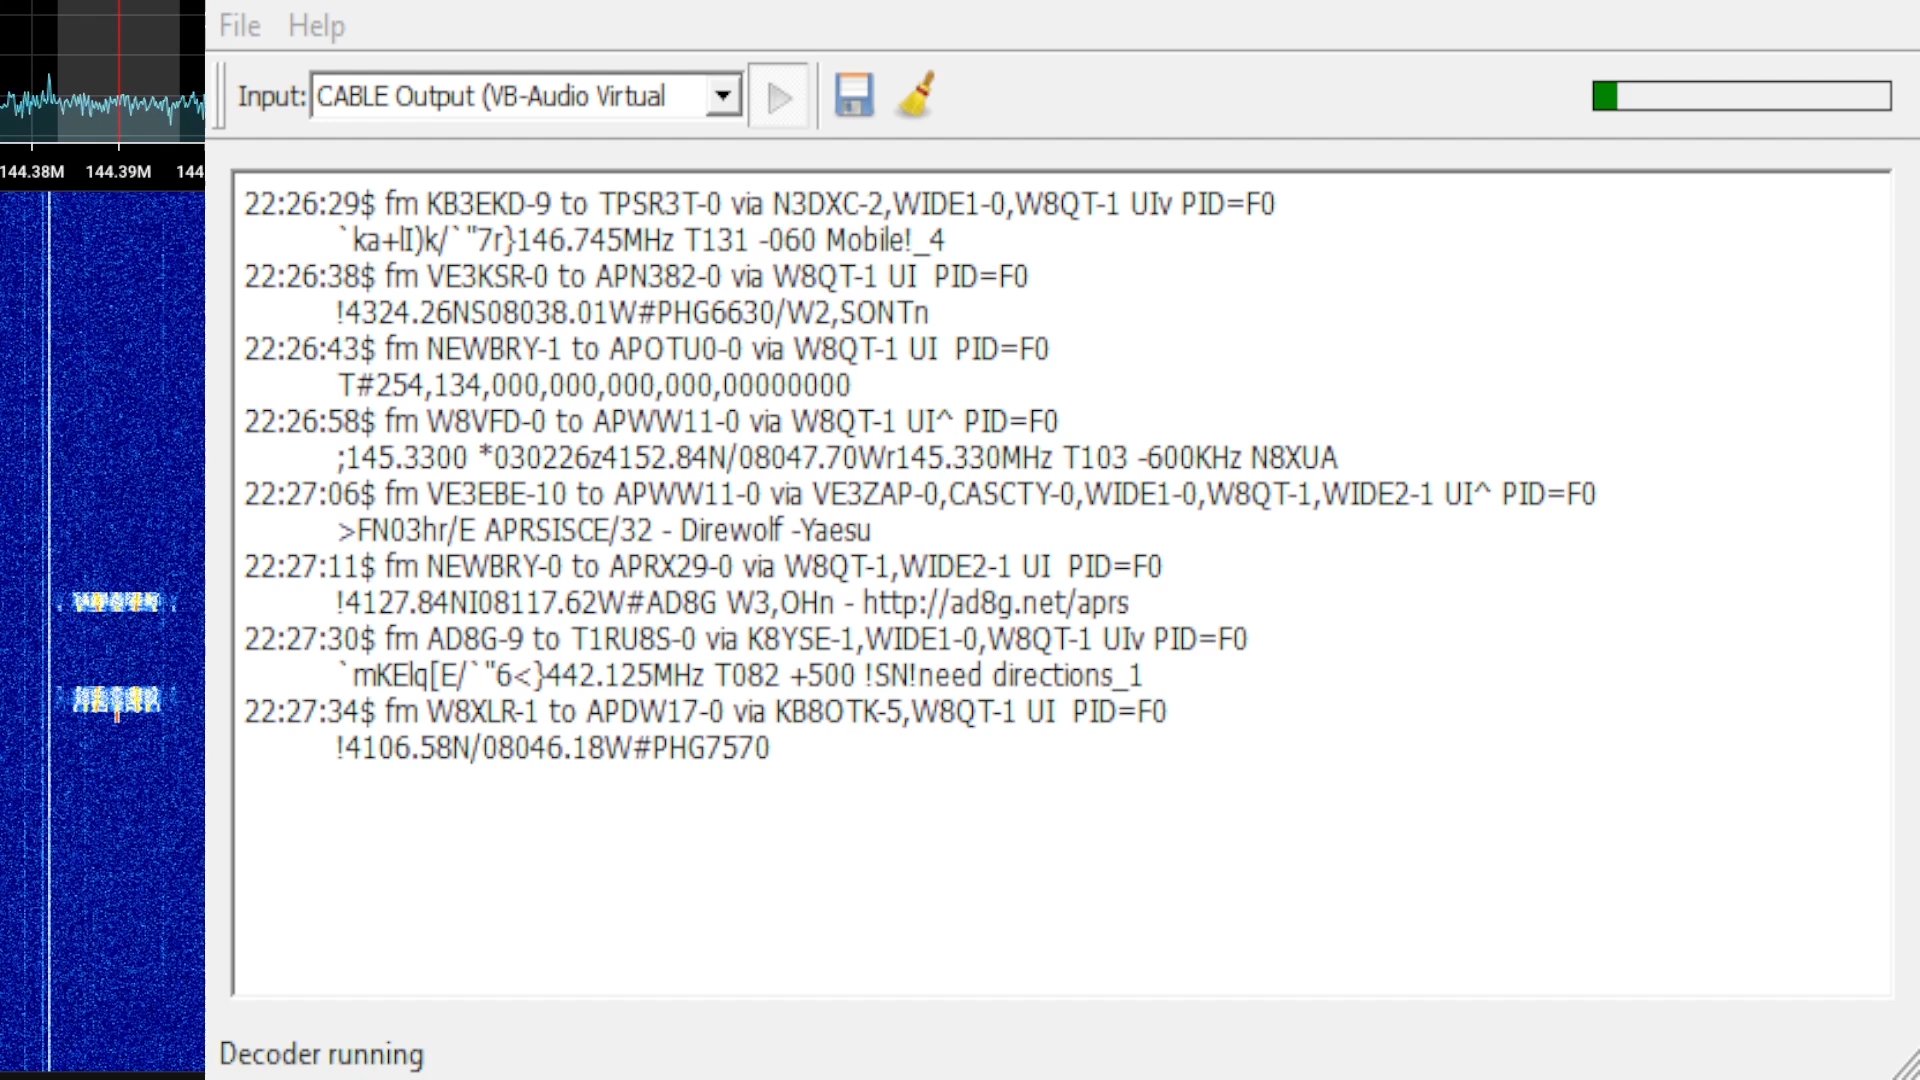 File Help
Input: CABLE Output (VB-Audio Virtual
144.38M 144.39M 144
22:26:29$ fm KB3EKD-9 to TPSR3T-0 via N3DXC-2,WIDE1-0,W8QT-1 UIv PID=F0
`ka+lI)k/`"7r}146.745MHz T131 -060 Mobile!_4
22:26:38$ fm VE3KSR-0 to APN382-0 via W8QT-1 UI  PID=F0
!4324.26NS08038.01W#PHG6630/W2,SONTn
22:26:43$ fm NEWBRY-1 to APOTU0-0 via W8QT-1 UI  PID=F0
T#254,134,000,000,000,000,00000000
22:26:58$ fm W8VFD-0 to APWW11-0 via W8QT-1 UI^ PID=F0
;145.3300 *030226z4152.84N/08047.70Wr145.330MHz T103 -600KHz N8XUA
22:27:06$ fm VE3EBE-10 to APWW11-0 via VE3ZAP-0,CASCTY-0,WIDE1-0,W8QT-1,WIDE2-1 UI^ PID=F0
>FN03hr/E APRSISCE/32 - Direwolf -Yaesu
22:27:11$ fm NEWBRY-0 to APRX29-0 via W8QT-1,WIDE2-1 UI  PID=F0
!4127.84NI08117.62W#AD8G W3,OHn - http://ad8g.net/aprs
22:27:30$ fm AD8G-9 to T1RU8S-0 via K8YSE-1,WIDE1-0,W8QT-1 UIv PID=F0
`mKElq[E/`"6<}442.125MHz T082 +500 !SN!need directions_1
22:27:34$ fm W8XLR-1 to APDW17-0 via KB8OTK-5,W8QT-1 UI  PID=F0
!4106.58N/08046.18W#PHG7570
Decoder running